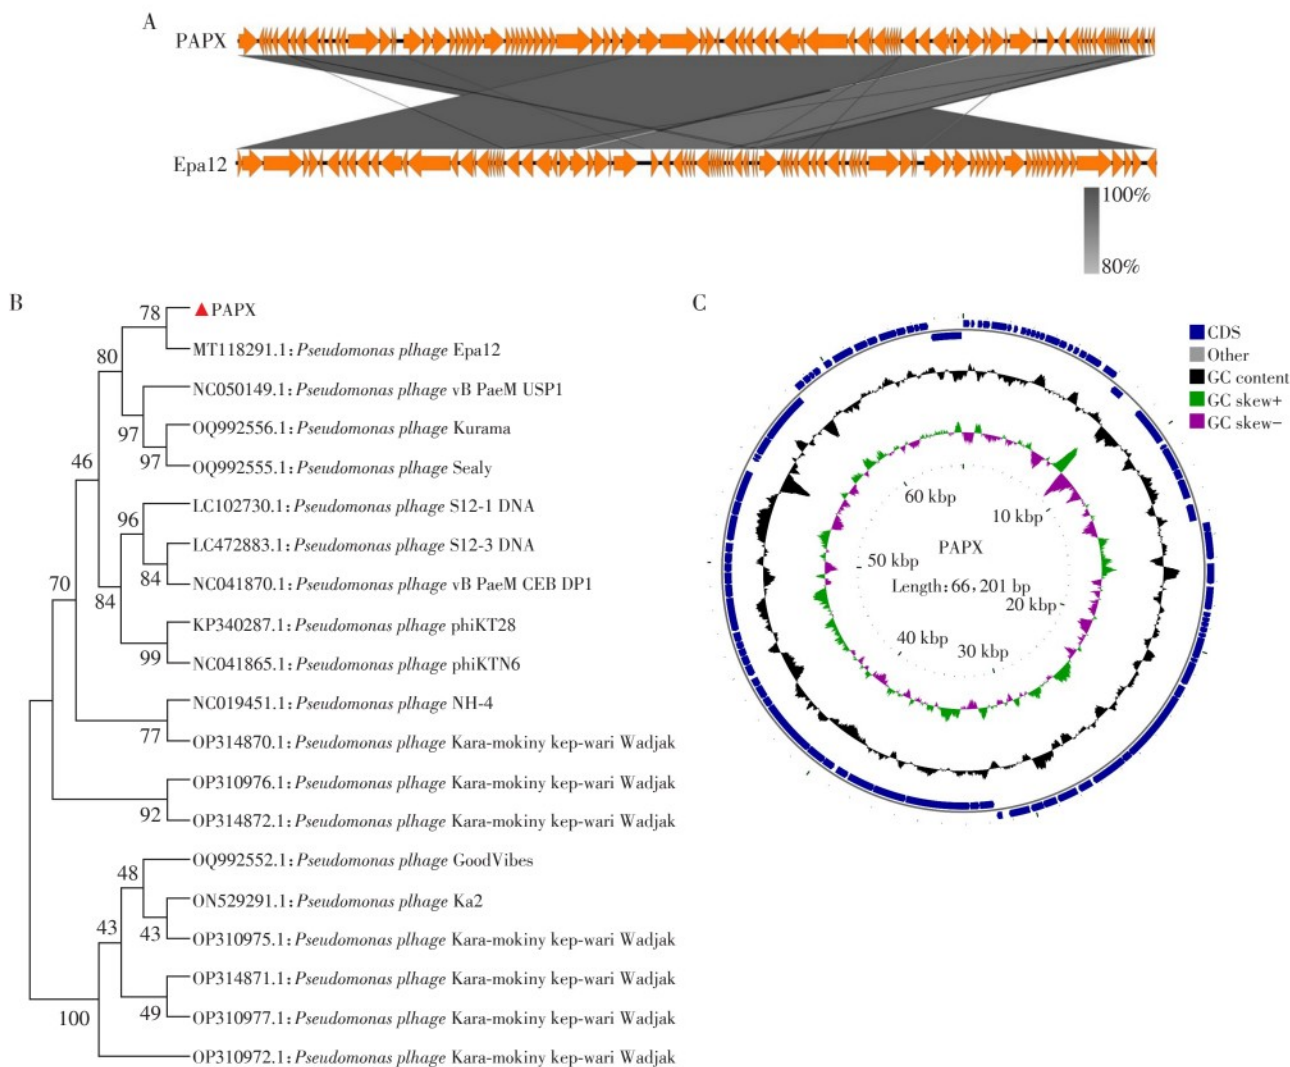 A
PAPX
Epa12
100%
80%
B
78
▲PAPX
MT118291.1:Pseudomonas plhage Epa12
80
NC050149.1:Pseudomonas plhage vB PaeM USP1
97
OQ992556.1:Pseudomonas plhage Kurama
97
OQ992555.1:Pseudomonas plhage Sealy
46
96
LC102730.1:Pseudomonas plhage S12-1 DNA
LC472883.1:Pseudomonas plhage S12-3 DNA
84
NC041870.1:Pseudomonas plhage vB PaeM CEB DP1
70
84
KP340287.1:Pseudomonas plhage phiKT28
99
NC041865.1:Pseudomonas plhage phiKTN6
NC019451.1:Pseudomonas plhage NH-4
77
OP314870.1:Pseudomonas plhage Kara-mokiny kep-wari Wadjak
OP310976.1:Pseudomonas plhage Kara-mokiny kep-wari Wadjak
92
OP314872.1:Pseudomonas plhage Kara-mokiny kep-wari Wadjak
48
OQ992552.1:Pseudomonas plhage GoodVibes
ON529291.1:Pseudomonas plhage Ka2
43
43
OP310975.1:Pseudomonas plhage Kara-mokiny kep-wari Wadjak
OP314871.1:Pseudomonas plhage Kara-mokiny kep-wari Wadjak
49
OP310977.1:Pseudomonas plhage Kara-mokiny kep-wari Wadjak
100
OP310972.1:Pseudomonas plhage Kara-mokiny kep-wari Wadjak
C
CDS
Other
GC content
GC skew+
GC skew−
60 kbp
10 kbp
PAPX
50 kbp
Length:66,201 bp
20 kbp
40 kbp
30 kbp